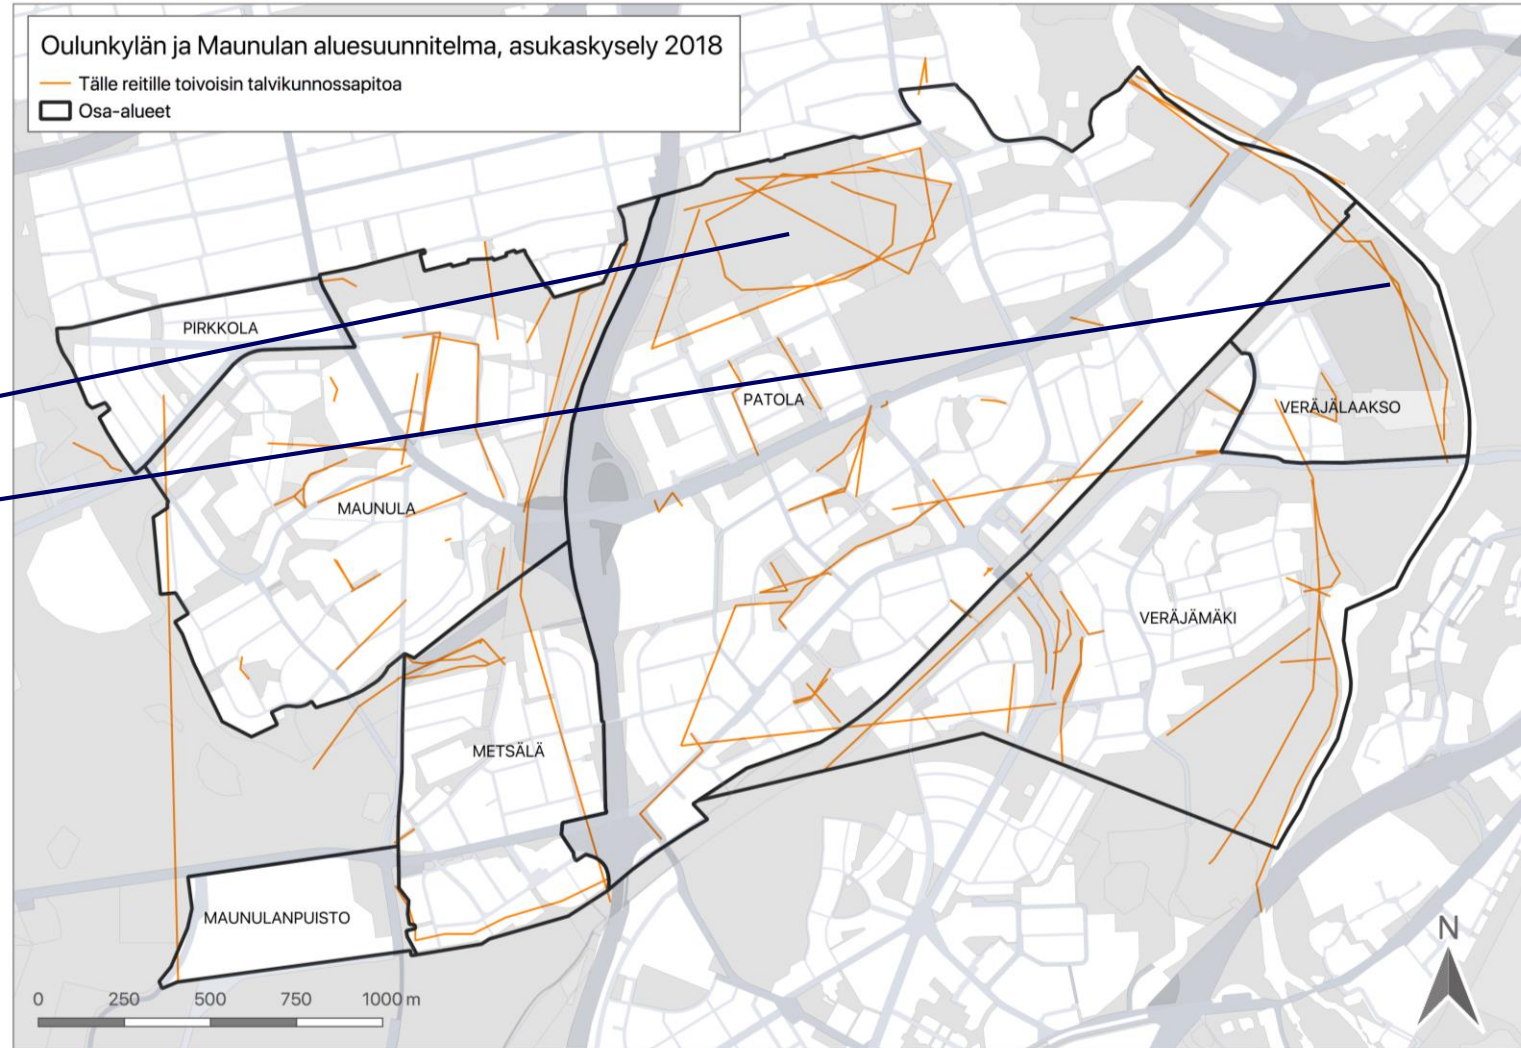 Oulunkylän ja Maunulan aluesuunnitelma, asukaskysely 2018
Tälle reitille toivoisin talvikunnossapitoa
Osa-alueet
PIRKKOLA
PATOLA
VERÄJÄLAAKSO
MAUNULA
VERÄJÄMÄKI
METSÄLÄ
MAUNULANPUISTO
N
0 250 500 750 1000 m